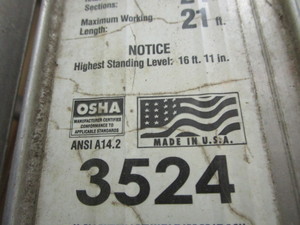 Sections:
Maximum Working
Length: 21 ft.
NOTICE
Highest Standing Level: 16 ft. 11 in.
OSHA
MANUFACTURER CERTIFIED
CONFORMANCE TO
APPLICABLE STANDARDS
ANSI A14.2
MADE IN U.S.A.
3524